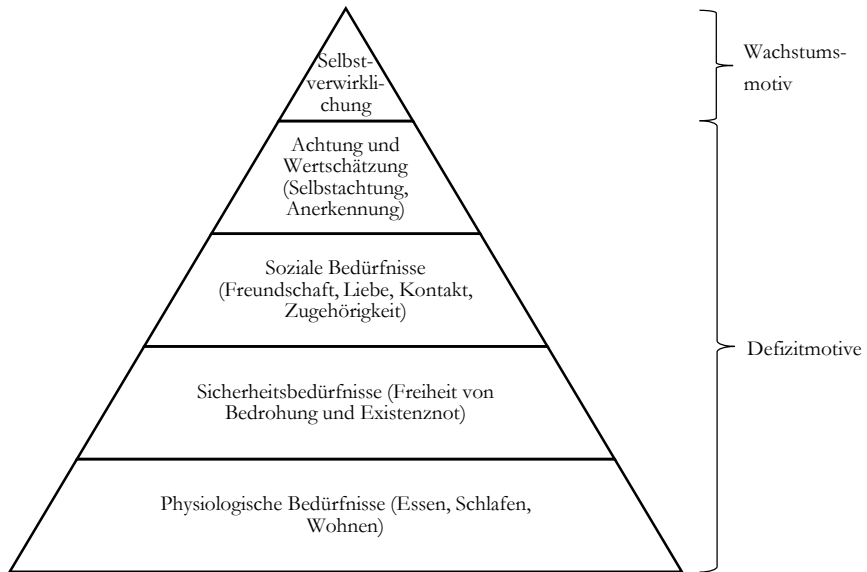 Selbst-
verwirkli-
chung
Wachstums-
motiv
Achtung und
Wertschätzung
(Selbstachtung,
Anerkennung)
Soziale Bedürfnisse
(Freundschaft, Liebe, Kontakt,
Zugehörigkeit)
Defizitmotive
Sicherheitsbedürfnisse (Freiheit von
Bedrohung und Existenznot)
Physiologische Bedürfnisse (Essen, Schlafen,
Wohnen)